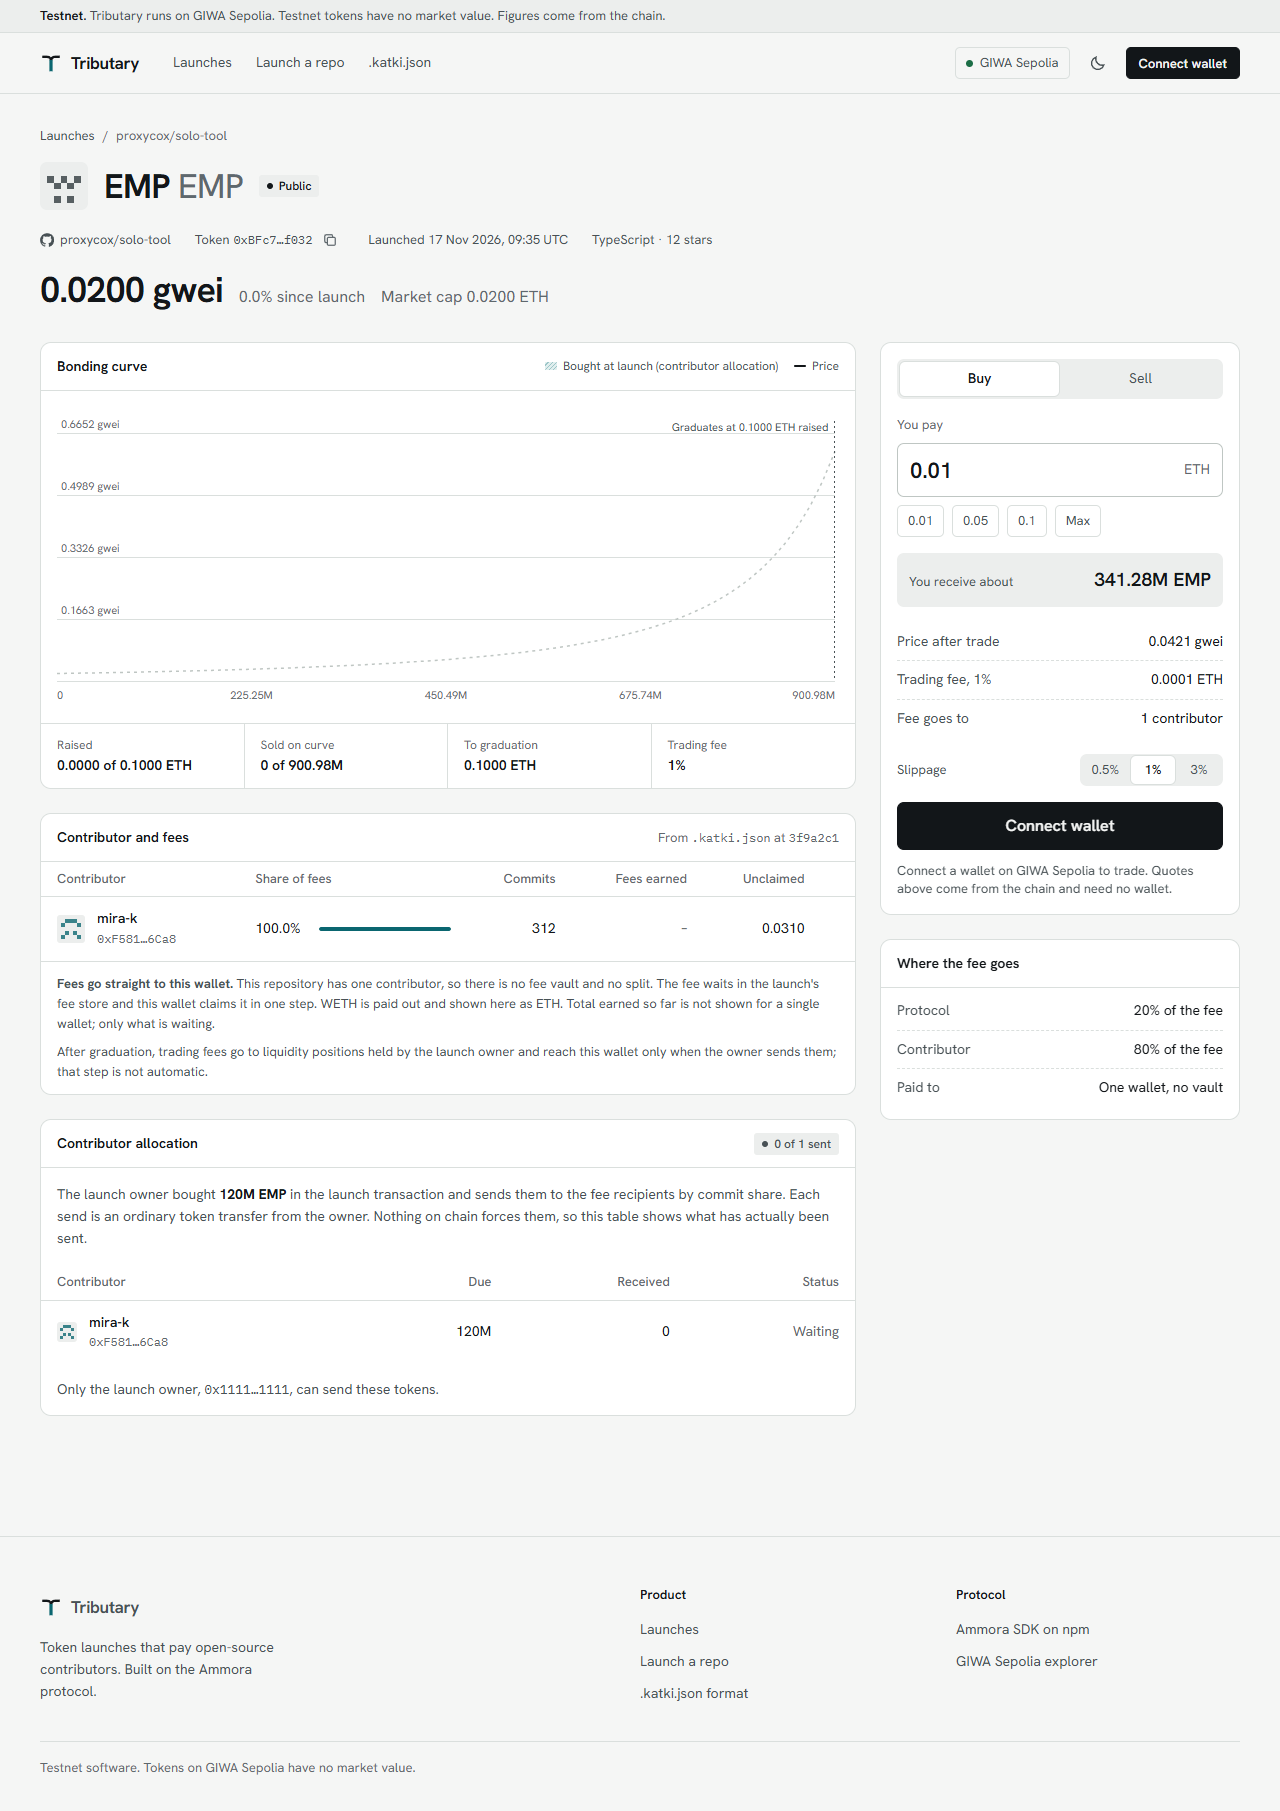 Testnet. Tributary runs on GIWA Sepolia. Testnet tokens have no market value. Figures come from the chain.
Tributary
Launches
Launch a repo
.katki.json
GIWA Sepolia
Connect wallet
Launches / proxycox/solo-tool
EMP EMP
Public
proxycox/solo-tool
Token 0xBFc7…f032
Launched 17 Nov 2026, 09:35 UTC
TypeScript · 12 stars
0.0200 gwei
0.0% since launch
Market cap 0.0200 ETH
Bonding curve
Bought at launch (contributor allocation)
Price
0.6652 gwei
Graduates at 0.1000 ETH raised
0.4989 gwei
0.3326 gwei
0.1663 gwei
0
225.25M
450.49M
675.74M
900.98M
Raised
0.0000 of 0.1000 ETH
Sold on curve
0 of 900.98M
To graduation
0.1000 ETH
Trading fee
1%
Buy
Sell
You pay
0.01
ETH
0.01
0.05
0.1
Max
You receive about
341.28M EMP
Price after trade
0.0421 gwei
Trading fee, 1%
0.0001 ETH
Fee goes to
1 contributor
Slippage
0.5%
1%
3%
Connect wallet
Connect a wallet on GIWA Sepolia to trade. Quotes
above come from the chain and need no wallet.
Contributor and fees
From .katki.json at 3f9a2c1
Contributor
Share of fees
Commits
Fees earned
Unclaimed
mira-k
0xF581…6Ca8
100.0%
312
–
0.0310
Fees go straight to this wallet. This repository has one contributor, so there is no fee vault and no split. The fee waits in the launch's
fee store and this wallet claims it in one step. WETH is paid out and shown here as ETH. Total earned so far is not shown for a single
wallet; only what is waiting.
After graduation, trading fees go to liquidity positions held by the launch owner and reach this wallet only when the owner sends them;
that step is not automatic.
Where the fee goes
Protocol
20% of the fee
Contributor
80% of the fee
Paid to
One wallet, no vault
Contributor allocation
0 of 1 sent
The launch owner bought 120M EMP in the launch transaction and sends them to the fee recipients by commit share. Each
send is an ordinary token transfer from the owner. Nothing on chain forces them, so this table shows what has actually been
sent.
Contributor
Due
Received
Status
mira-k
0xF581…6Ca8
120M
0
Waiting
Only the launch owner, 0x1111…1111, can send these tokens.
Tributary
Token launches that pay open-source
contributors. Built on the Ammora
protocol.
Product
Launches
Launch a repo
.katki.json format
Protocol
Ammora SDK on npm
GIWA Sepolia explorer
Testnet software. Tokens on GIWA Sepolia have no market value.